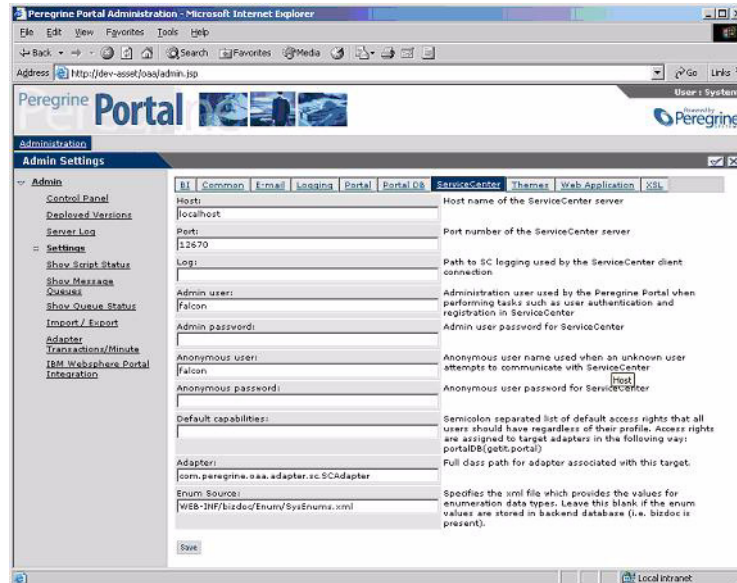 Peregrine Portal Administration - Microsoft Internet Explorer
File Edit View Favorites Tools Help
Back Search Favorites Media
Address http://dev-asset/oaa/admin.jsp Go Links
User : System
Peregrine Portal
Powered by
Peregrine
Administration
Admin Settings
Admin
Control Panel
Deployed Versions
Server Log
Settings
Show Script Status
Show Message
Queues
Show Queue Status
Import / Export
Adapter
Transactions/Minute
IBM Websphere Portal
Integration
BI Common E-mail Logging Portal Portal DB ServiceCenter Themes Web Application XSL
Host: Host name of the ServiceCenter server
localhost
Port: Port number of the ServiceCenter server
12670
Log: Path to SC logging used by the ServiceCenter client
connection
Admin user: Administration user used by the Peregrine Portal when
falcon performing tasks such as user authentication and
registration in ServiceCenter
Admin password: Admin user password for ServiceCenter
Anonymous user: Anonymous user name used when an unknown user
falcon attempts to communicate with ServiceCenter
Host
Anonymous password: Anonymous user password for ServiceCenter
Default capabilities: Semicolon separated list of default access rights that all
users should have regardless of their profile. Access rights
are assigned to target adapters in the following way:
portalDB(getit.portal)
Adapter: Full class path for adapter associated with this target.
com.peregrine.oaa.adapter.sc.SCAdapter
Enum Source: Specifies the xml file which provides the values for
WEB-INF/bizdoc/Enum/SysEnums.xml enumeration data types. Leave this blank if the enum
values are stored in backend database (i.e. bizdoc is
present).
Save
Local intranet